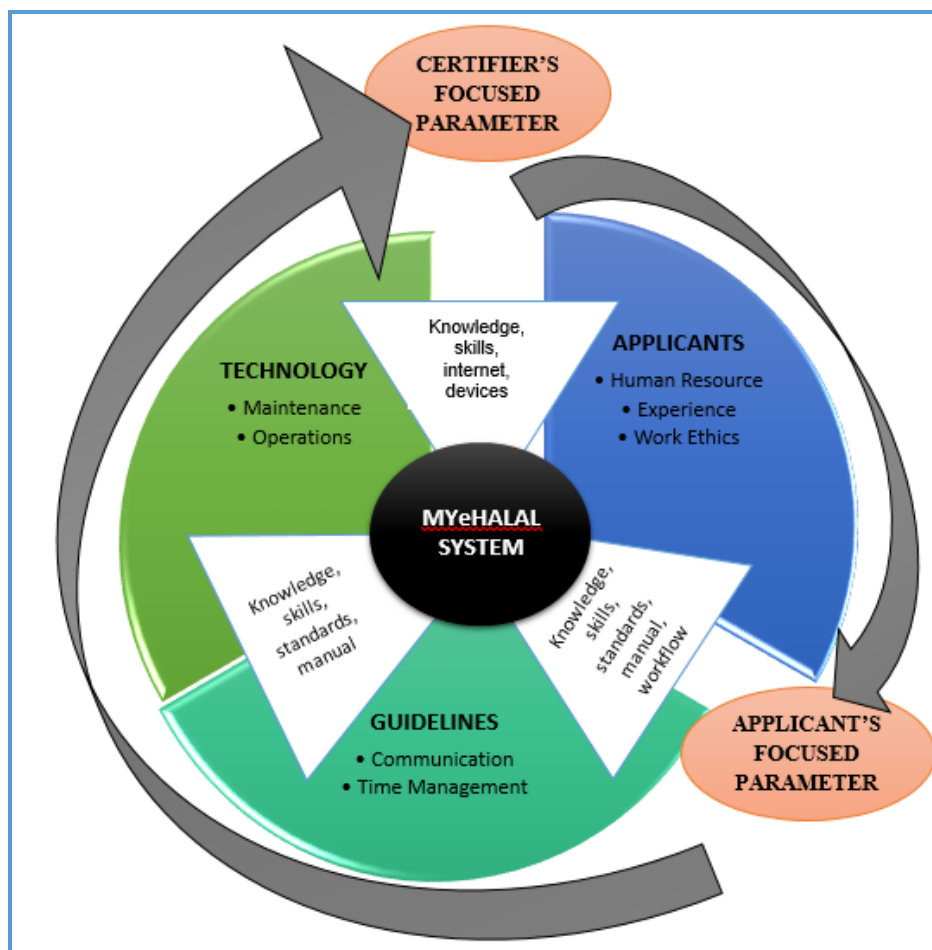 CERTIFIER'S
FOCUSED
PARAMETER
Knowledge,
skills,
internet,
devices
TECHNOLOGY
• Maintenance
• Operations
APPLICANTS
• Human Resource
• Experience
• Work Ethics
MYeHALAL
SYSTEM
Knowledge,
skills,
standards,
manual
Knowledge,
skills,
standards,
manual,
workflow
GUIDELINES
• Communication
• Time Management
APPLICANT'S
FOCUSED
PARAMETER